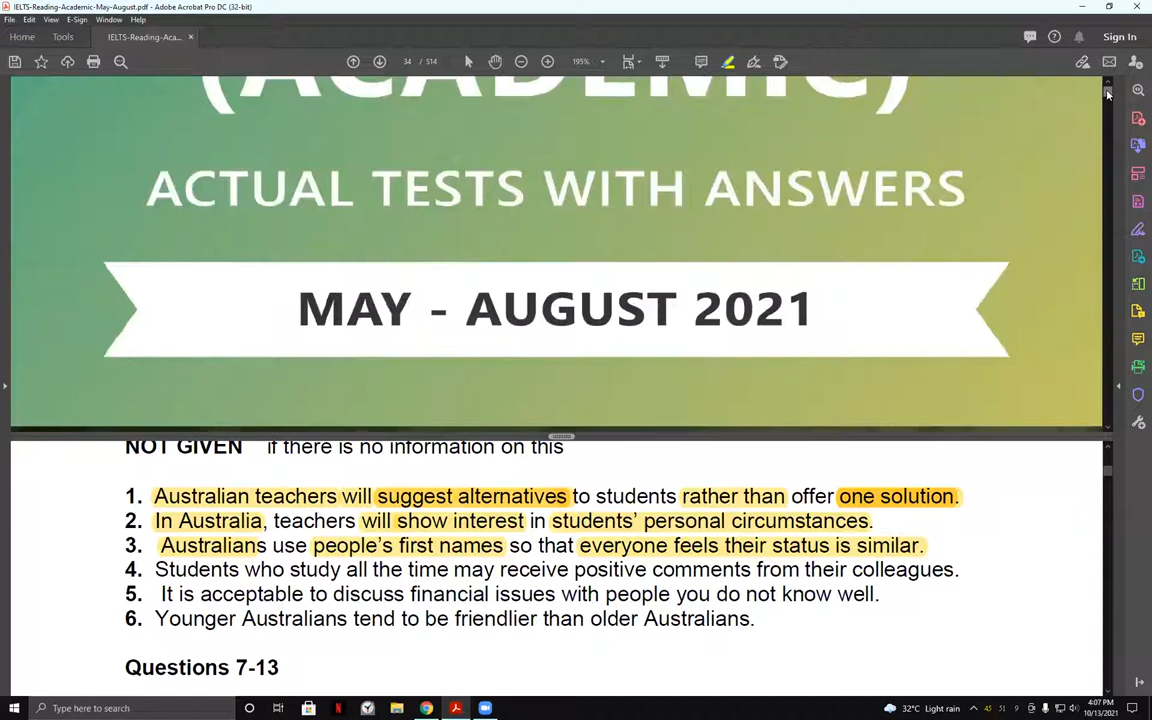 IELTS-Reading-Academic-May-August.pdf - Adobe Acrobat Pro DC (32-bit)
File Edit View E-Sign Window Help
Home Tools IELTS-Reading-Aca... × Sign In
34 / 514 195%
(ACADEMIC)
ACTUAL TESTS WITH ANSWERS
MAY - AUGUST 2021
NOT GIVEN if there is no information on this
1. Australian teachers will suggest alternatives to students rather than offer one solution.
2. In Australia, teachers will show interest in students' personal circumstances.
3. Australians use people's first names so that everyone feels their status is similar.
4. Students who study all the time may receive positive comments from their colleagues.
5. It is acceptable to discuss financial issues with people you do not know well.
6. Younger Australians tend to be friendlier than older Australians.
Questions 7-13
Type here to search 32°C Light rain 45 51 9 4:07 PM
10/13/2021